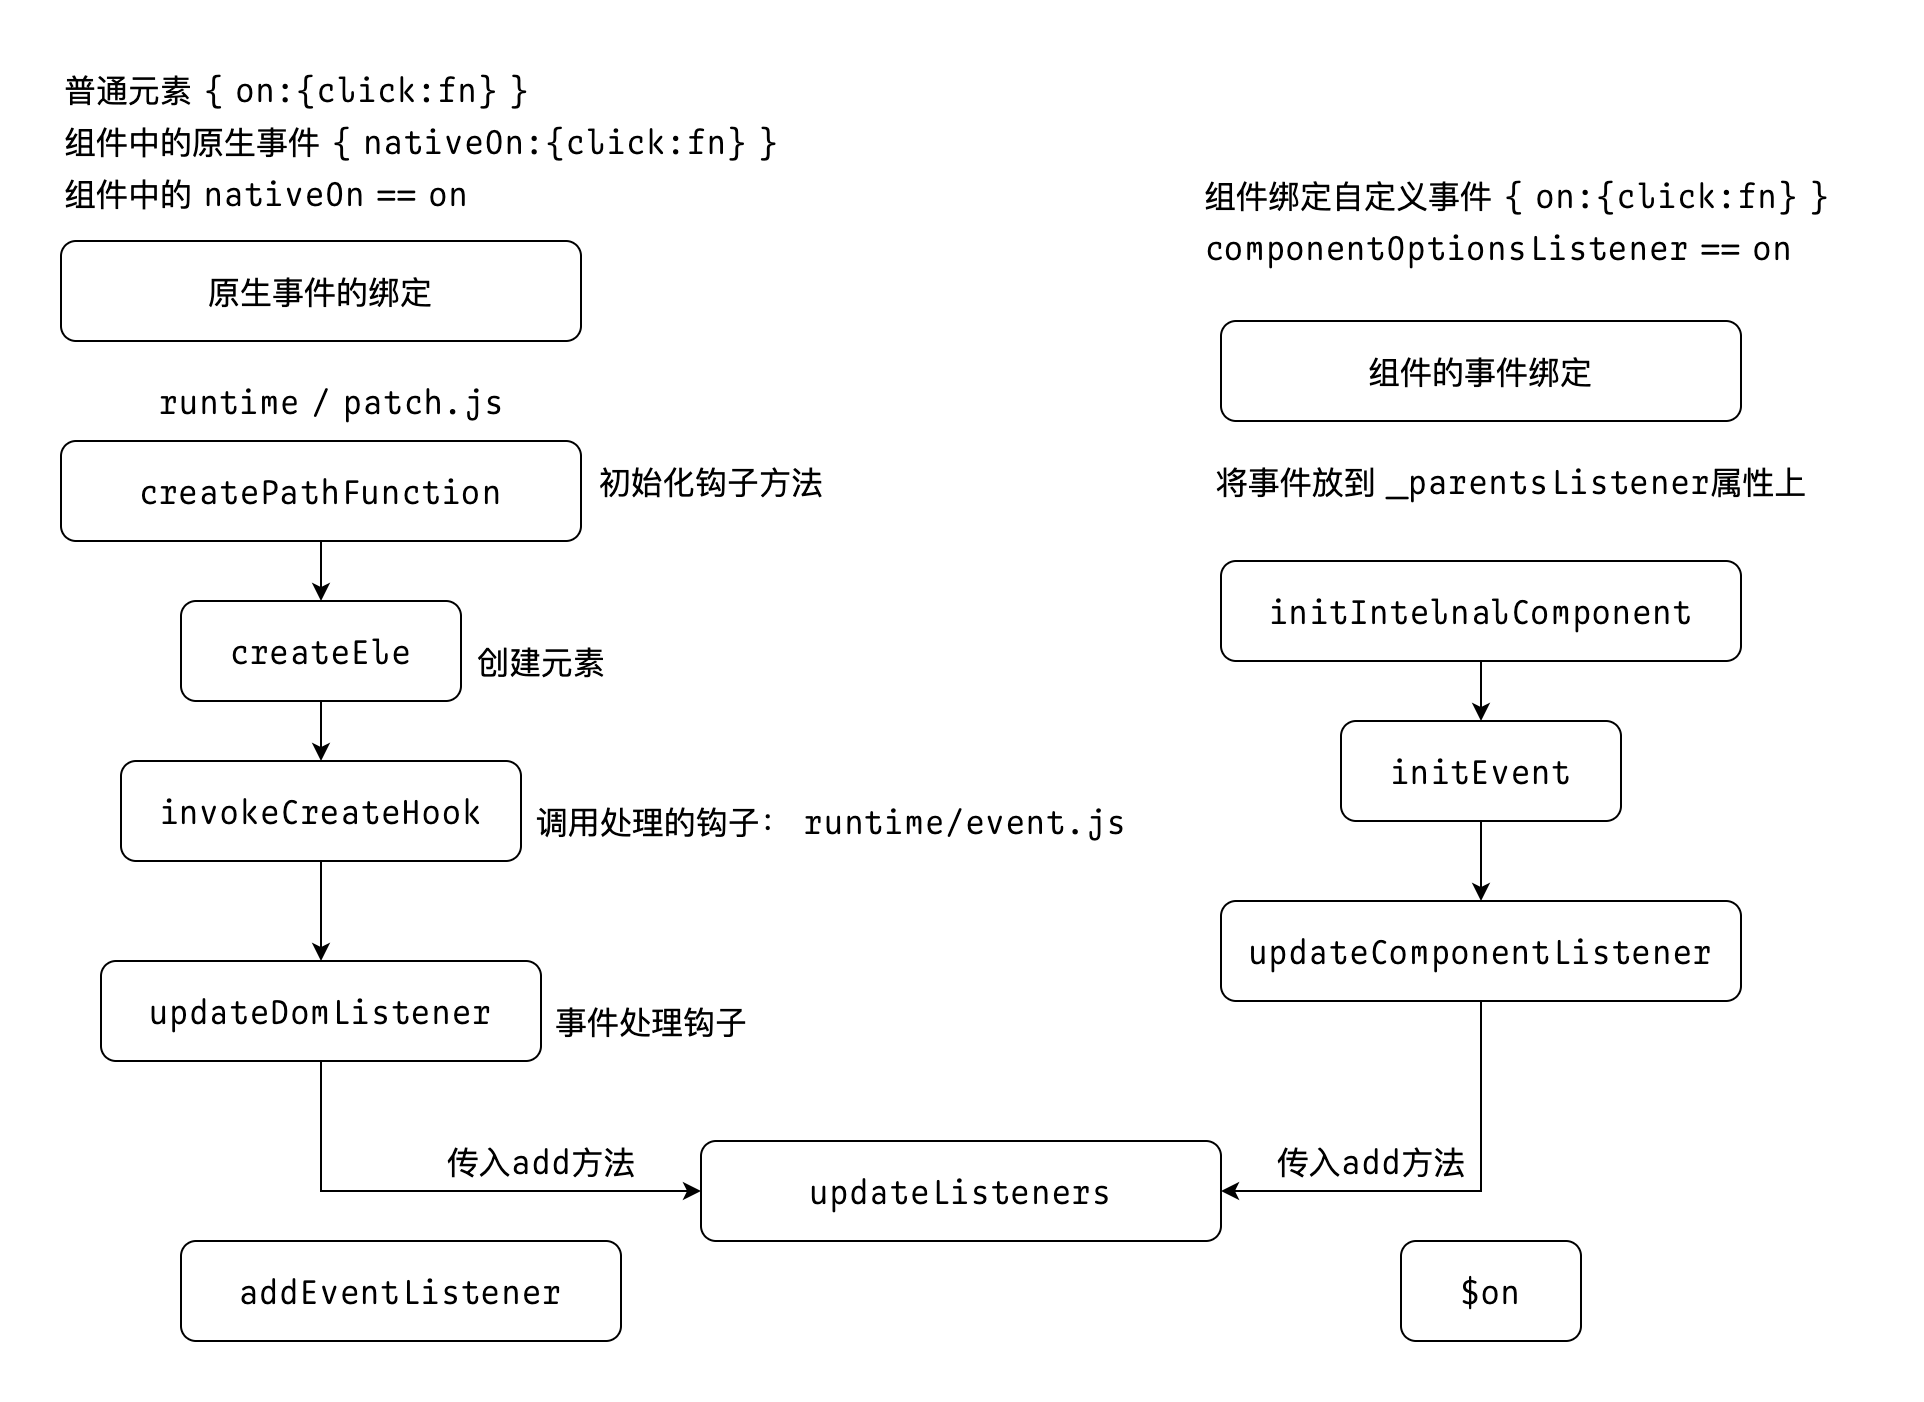 普通元素 { on:{click:fn} }
组件中的原生事件 { nativeOn:{click:fn} }
组件中的 nativeOn == on
原生事件的绑定
runtime / patch.js
createPathFunction
初始化钩子方法
createEle
创建元素
invokeCreateHook
调用处理的钩子： runtime/event.js
updateDomListener
事件处理钩子
传入add方法
addEventListener
updateListeners
组件绑定自定义事件 { on:{click:fn} }
componentOptionsListener == on
组件的事件绑定
将事件放到 _parentsListener属性上
initIntelnalComponent
initEvent
updateComponentListener
传入add方法
$on